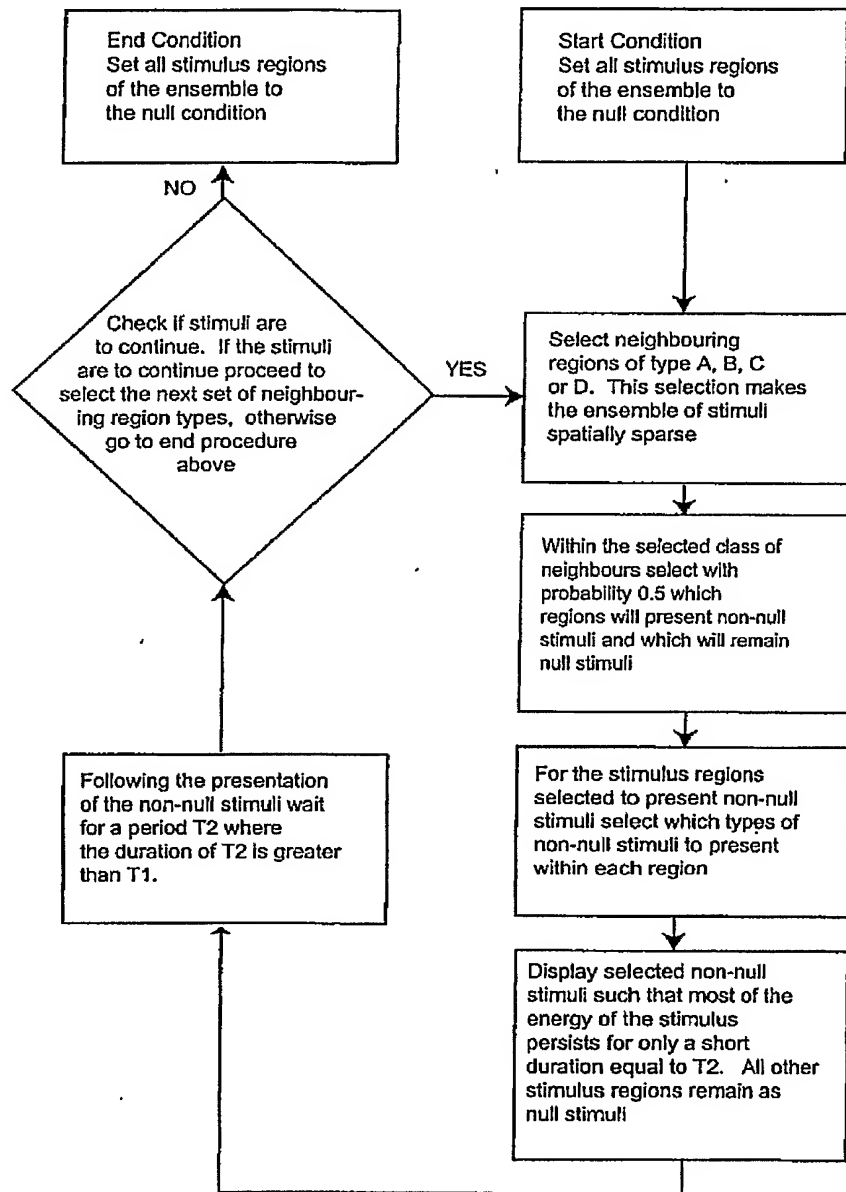 End Condition
Set all stimulus regions
of the ensemble to
the null condition
Start Condition
Set all stimulus regions
of the ensemble to
the null condition
NO
Check if stimuli are
to continue. If the stimuli
are to continue proceed to
select the next set of neighbour-
ing region types, otherwise
go to end procedure
above
YES
Select neighbouring
regions of type A, B, C
or D. This selection makes
the ensemble of stimuli
spatially sparse
Within the selected class of
neighbours select with
probability 0.5 which
regions will present non-null
stimuli and which will remain
null stimuli
Following the presentation
of the non-null stimuli wait
for a period T2 where
the duration of T2 is greater
than T1.
For the stimulus regions
selected to present non-null
stimuli select which types of
non-null stimuli to present
within each region
Display selected non-null
stimuli such that most of the
energy of the stimulus
persists for only a short
duration equal to T2. All other
stimulus regions remain as
null stimuli